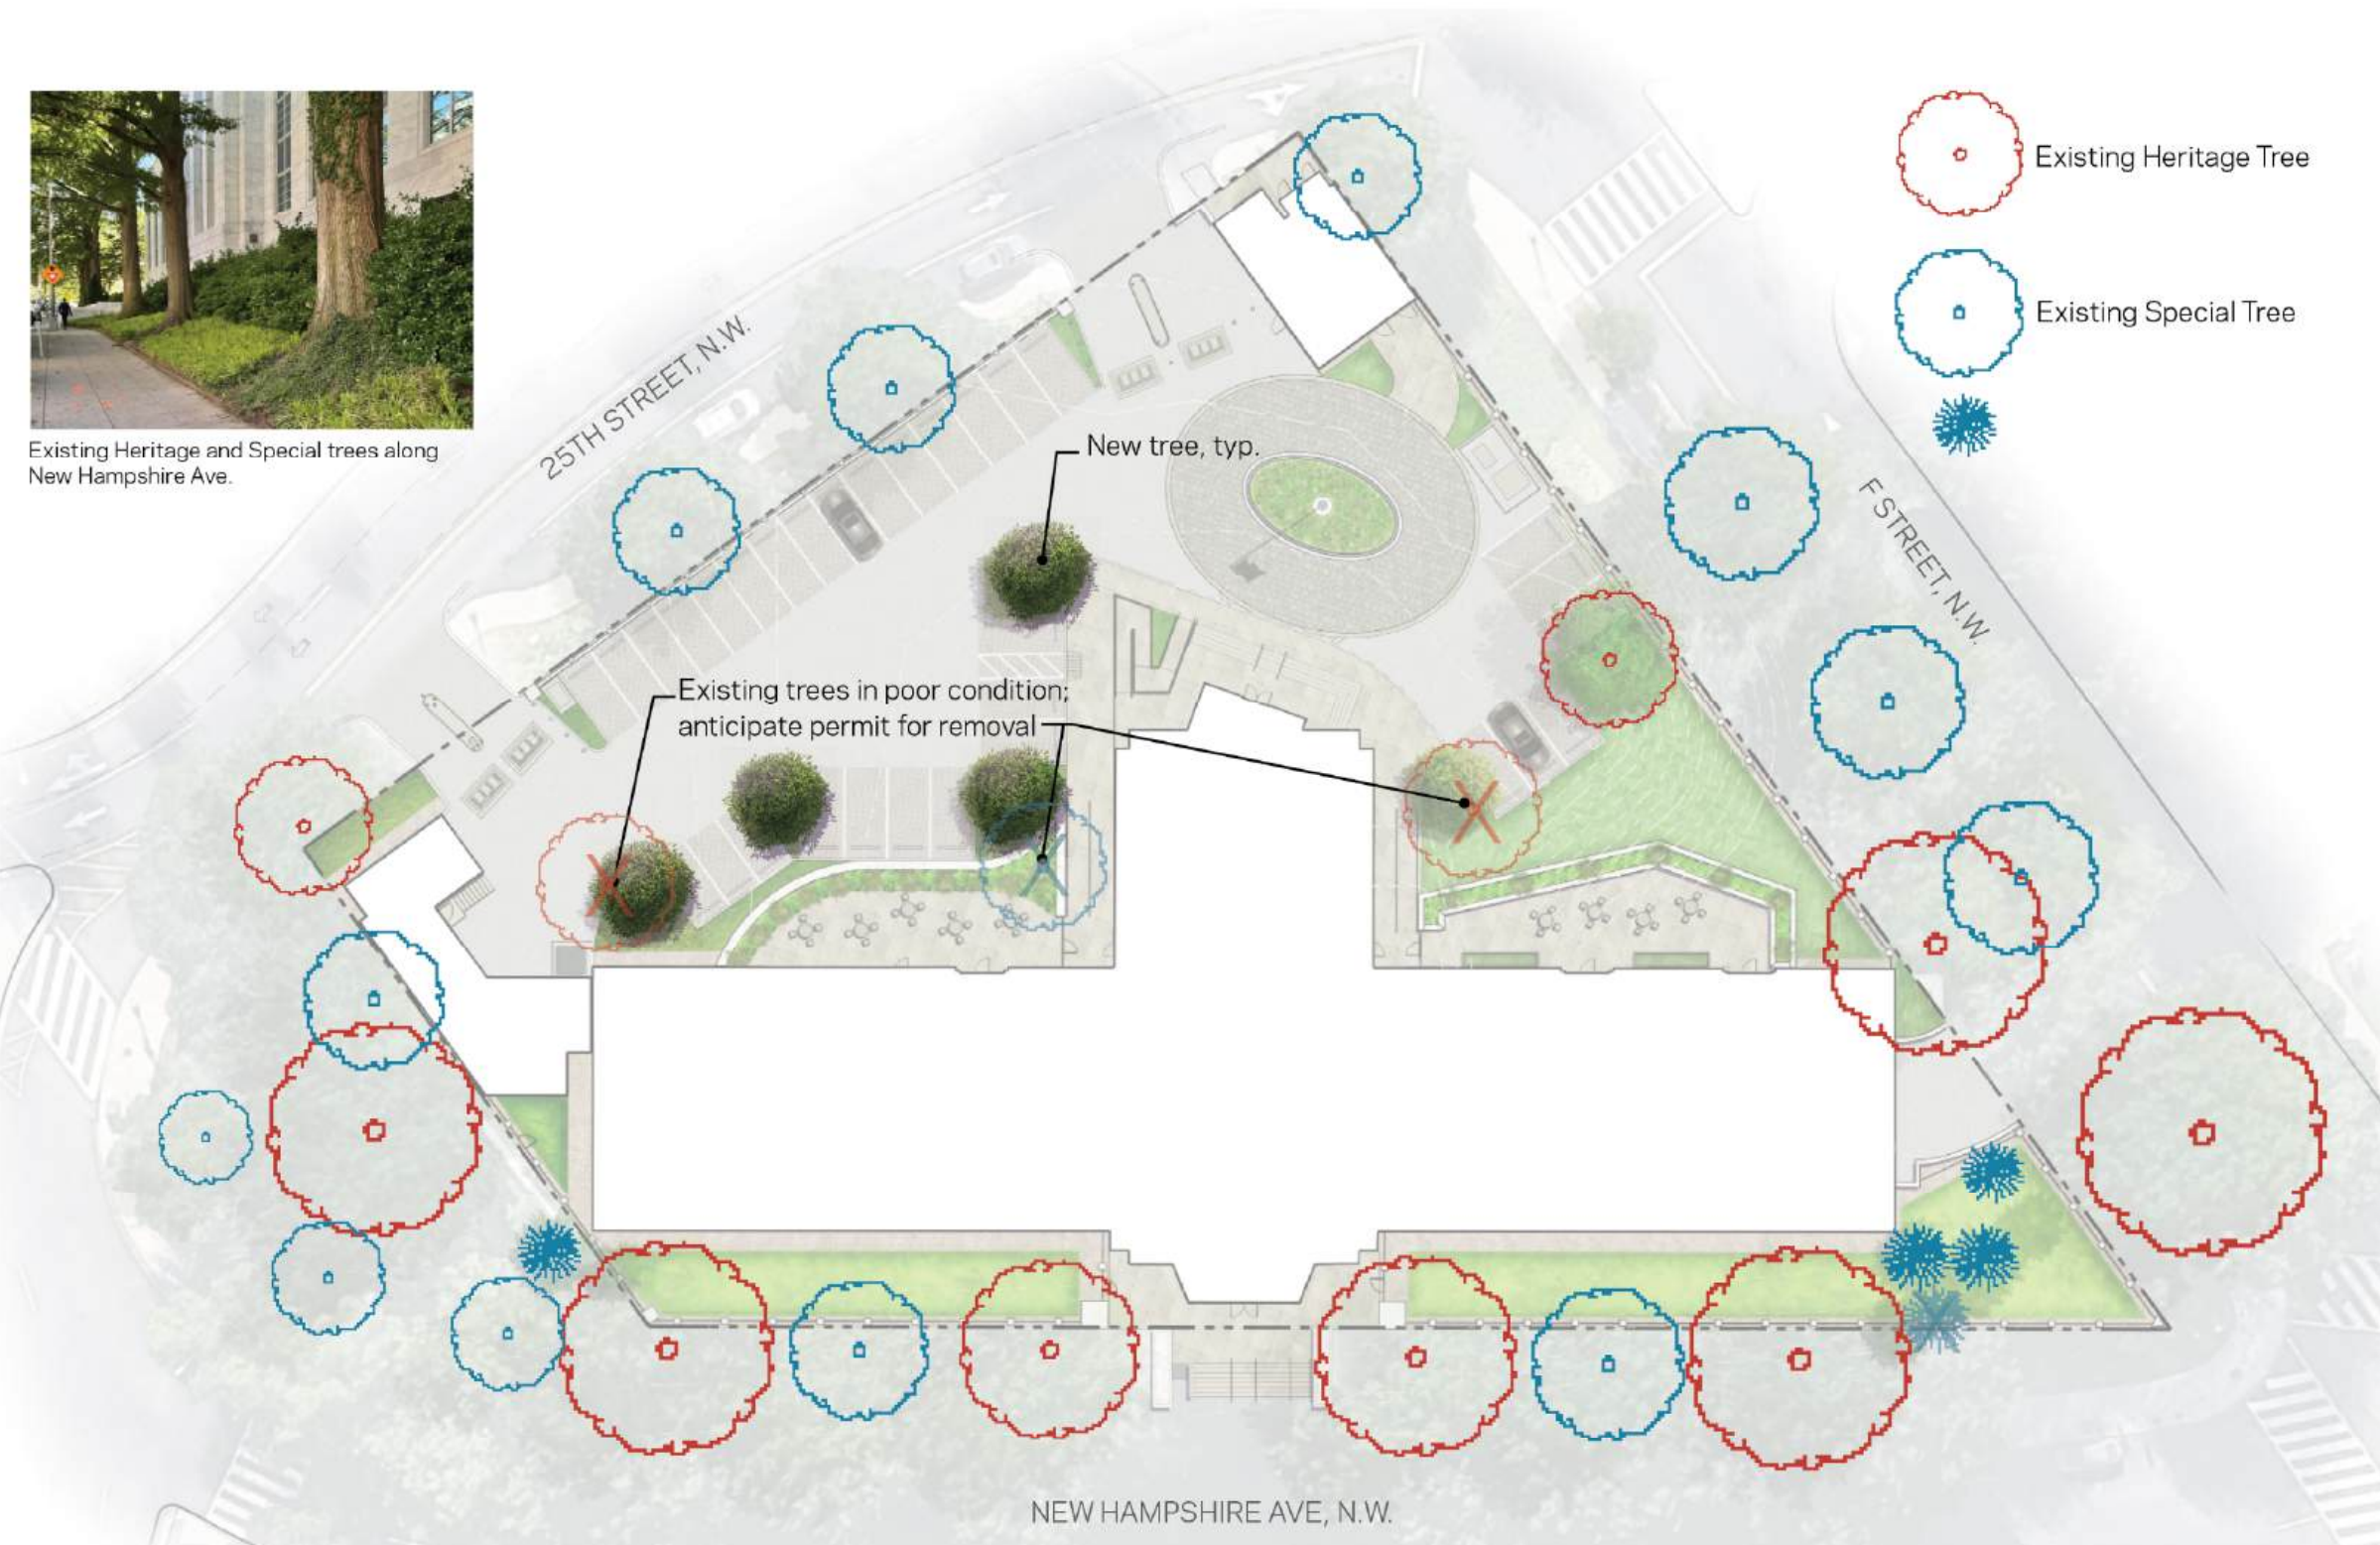 Existing Heritage Tree
Existing Special Tree
25TH STREET, N.W.
Existing Heritage and Special trees along
New Hampshire Ave.
New tree, typ.
F STREET, N.W.
Existing trees in poor condition;
anticipate permit for removal
NEW HAMPSHIRE AVE, N.W.